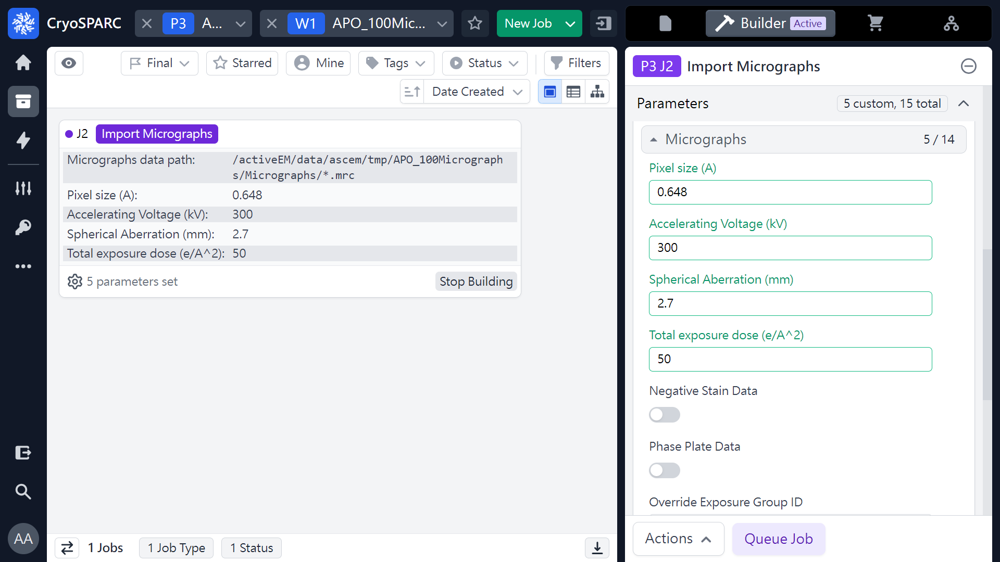 CryoSPARC
P3 A...
W1 APO_100Mic...
New Job
Builder Active
Final
Starred
Mine
Tags
Status
Filters
Date Created
J2 Import Micrographs
Micrographs data path: /activeEM/data/ascem/tmp/APO_100Micrograph
s/Micrographs/*.mrc
Pixel size (A): 0.648
Accelerating Voltage (kV): 300
Spherical Aberration (mm): 2.7
Total exposure dose (e/A^2): 50
5 parameters set
Stop Building
AA
1 Jobs
1 Job Type
1 Status
P3 J2 Import Micrographs
Parameters
5 custom, 15 total
Micrographs
5 / 14
Pixel size (A)
0.648
Accelerating Voltage (kV)
300
Spherical Aberration (mm)
2.7
Total exposure dose (e/A^2)
50
Negative Stain Data
Phase Plate Data
Override Exposure Group ID
Actions
Queue Job